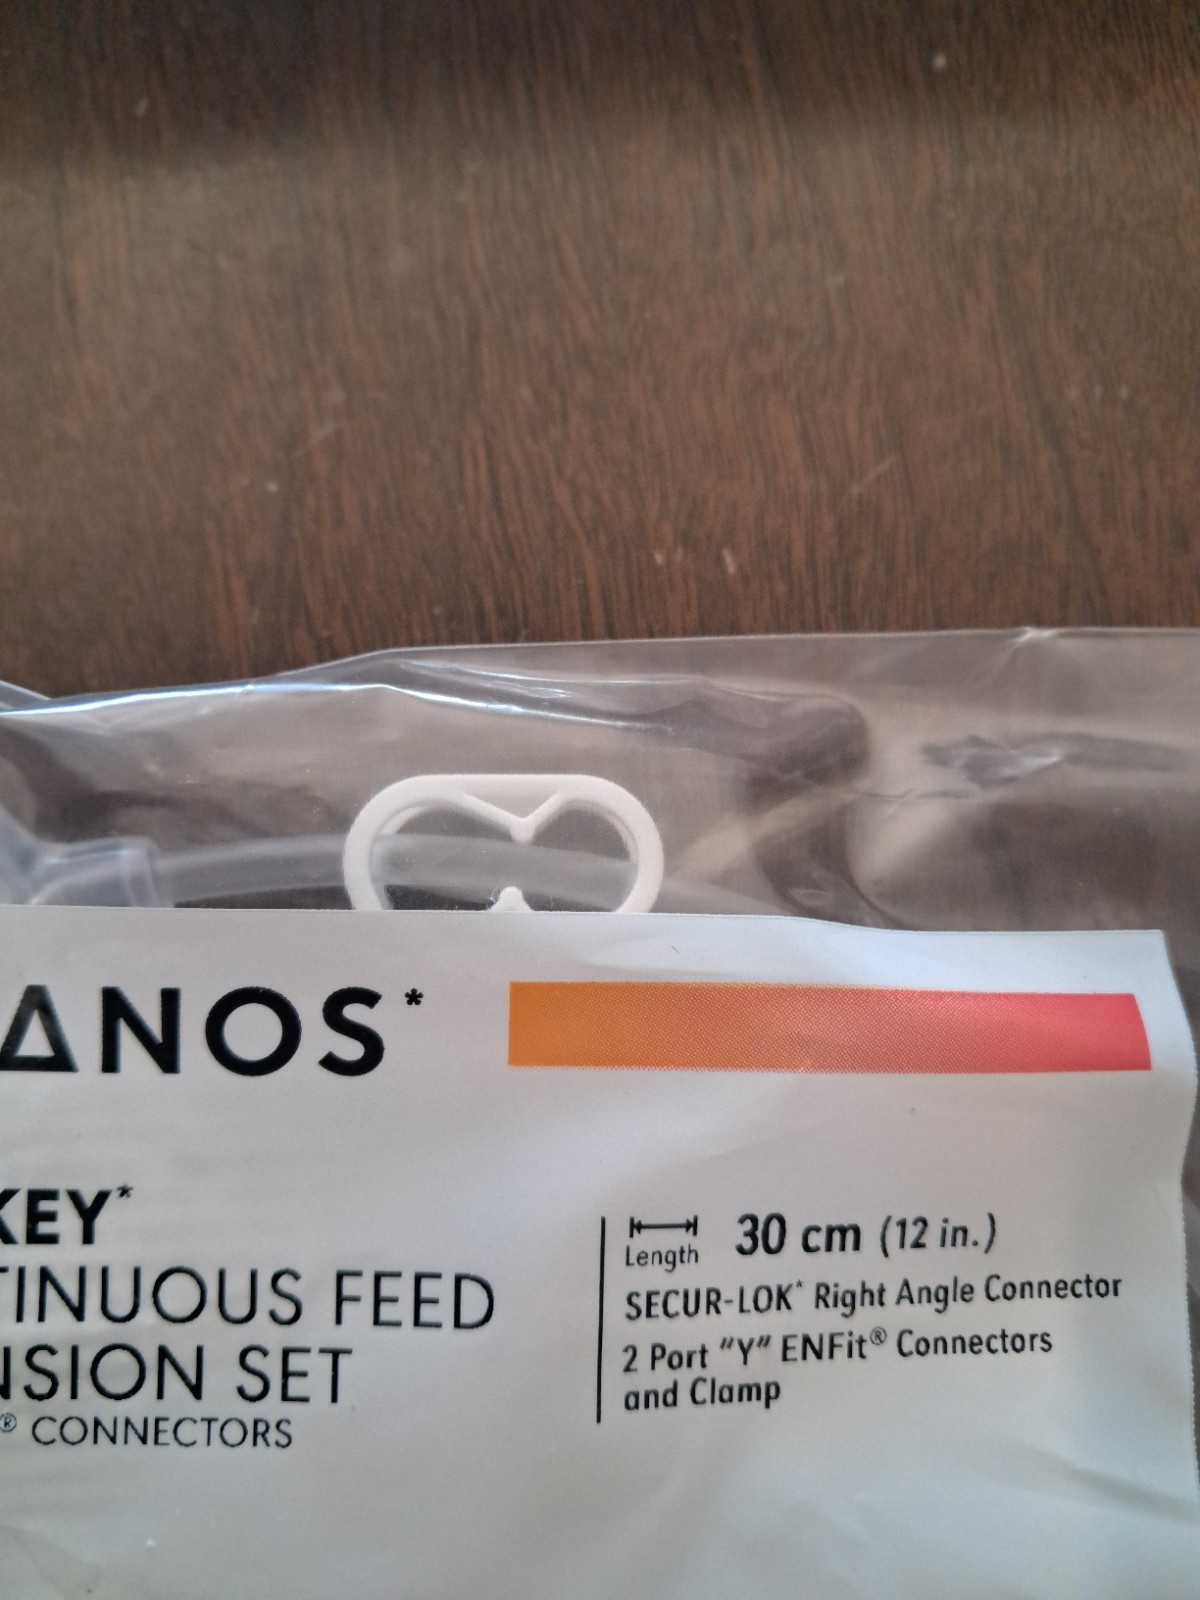 ANOS*
KEY*
TINUOUS FEED
NSION SET
® CONNECTORS
Length 30 cm (12 in.)
SECUR-LOK* Right Angle Connector
2 Port "Y" ENFit® Connectors
and Clamp